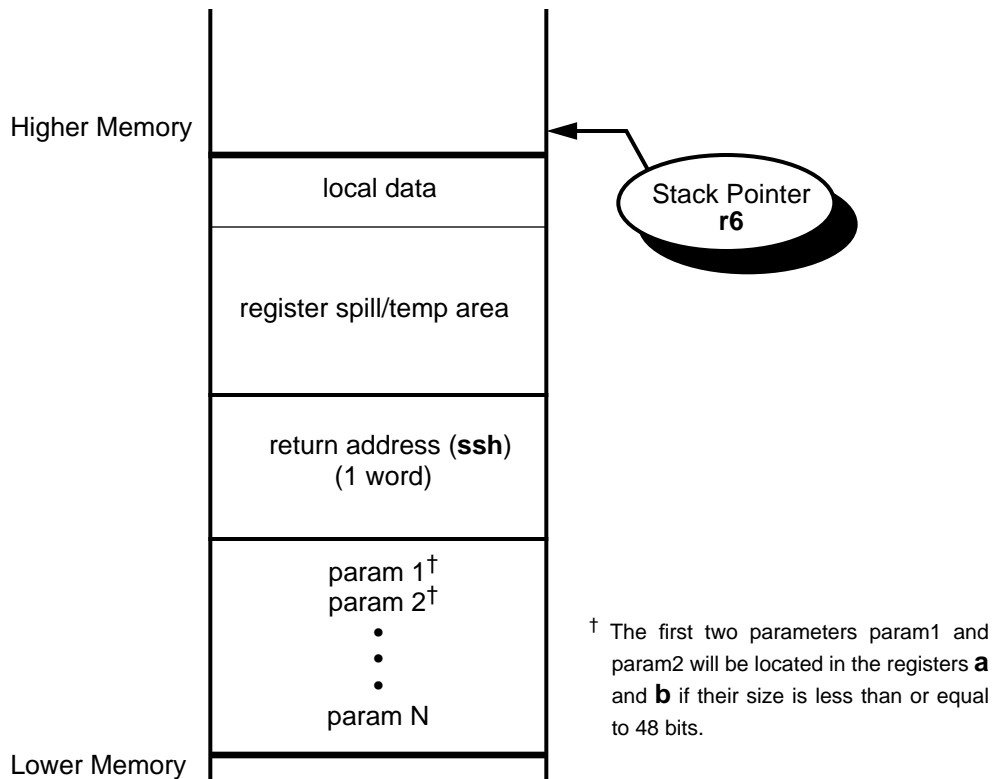 Higher Memory
local data
Stack Pointer
r6
register spill/temp area
return address (ssh)
(1 word)
param 1†
param 2†
•
•
•
param N
† The first two parameters param1 and
param2 will be located in the registers a
and b if their size is less than or equal
to 48 bits.
Lower Memory